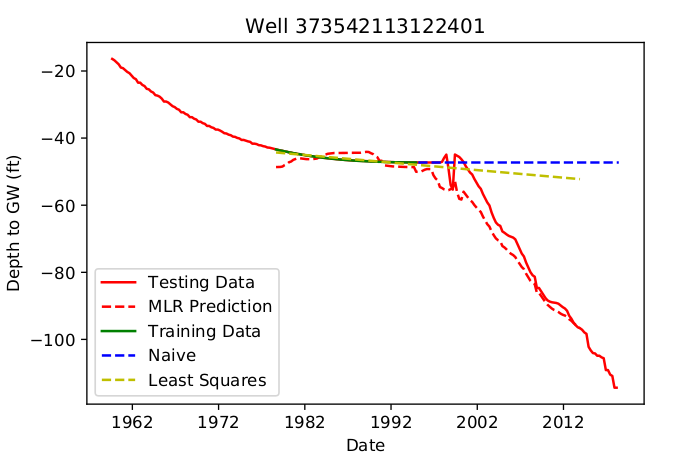 Well 373542113122401
Depth to GW (ft)
−20
−40
−60
−80
−100
Testing Data
MLR Prediction
Training Data
Naive
Least Squares
1962 1972 1982 1992 2002 2012
Date